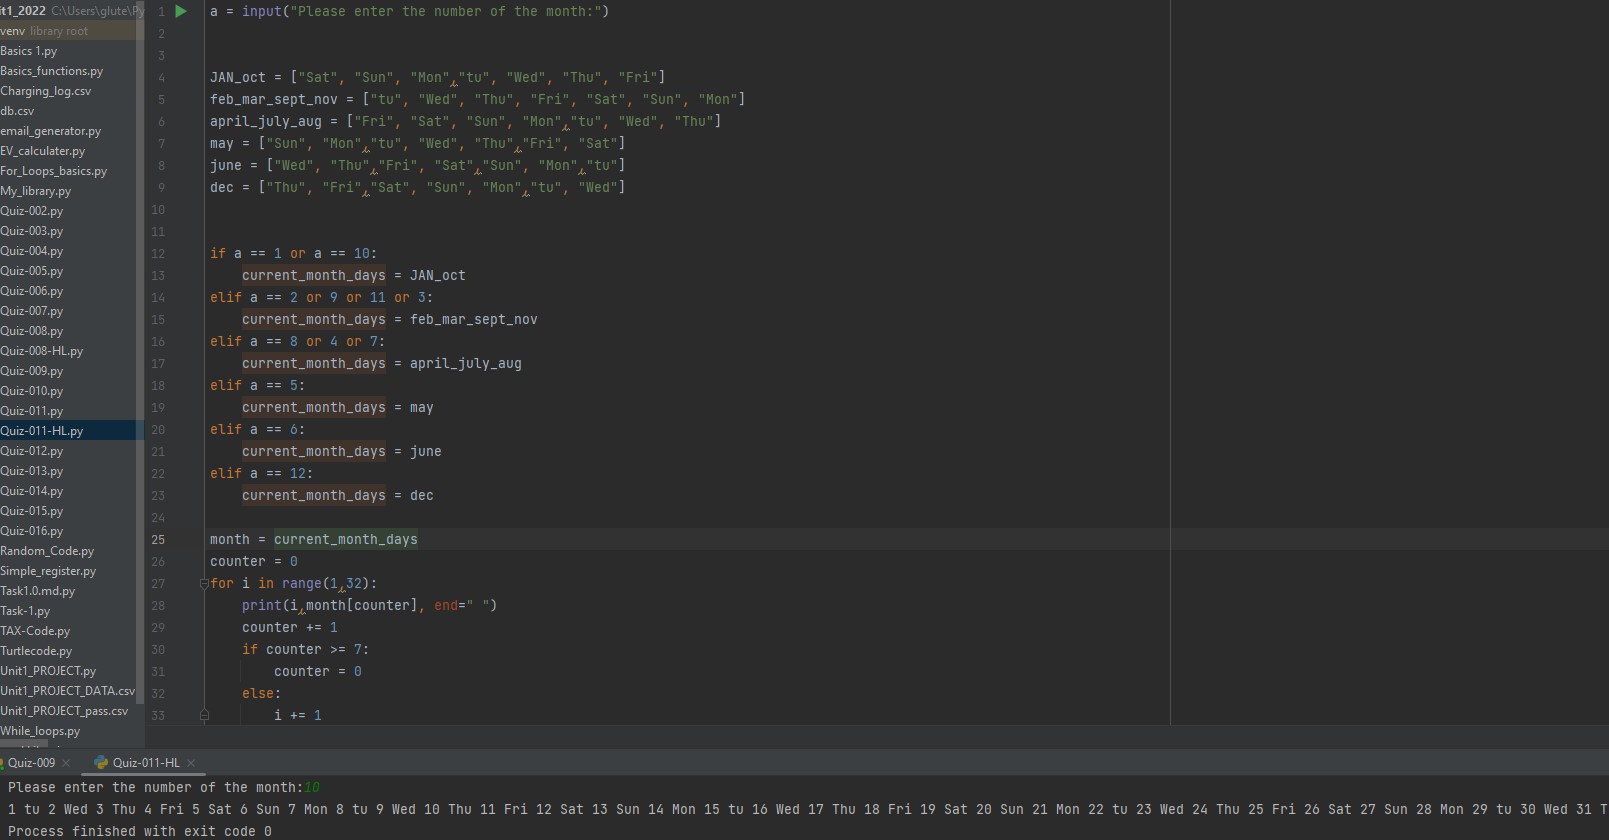 it1_2022 C:\Users\glute\Py
venv library root
Basics 1.py
Basics_functions.py
Charging_log.csv
db.csv
email_generator.py
EV_calculater.py
For_Loops_basics.py
My_library.py
Quiz-002.py
Quiz-003.py
Quiz-004.py
Quiz-005.py
Quiz-006.py
Quiz-007.py
Quiz-008.py
Quiz-008-HL.py
Quiz-009.py
Quiz-010.py
Quiz-011.py
Quiz-011-HL.py
Quiz-012.py
Quiz-013.py
Quiz-014.py
Quiz-015.py
Quiz-016.py
Random_Code.py
Simple_register.py
Task1.0.md.py
Task-1.py
TAX-Code.py
Turtlecode.py
Unit1_PROJECT.py
Unit1_PROJECT_DATA.csv
Unit1_PROJECT_pass.csv
While_loops.py
1 a = input("Please enter the number of the month:")
2
3
4 JAN_oct = ["Sat", "Sun", "Mon","tu", "Wed", "Thu", "Fri"]
5 feb_mar_sept_nov = ["tu", "Wed", "Thu", "Fri", "Sat", "Sun", "Mon"]
6 april_july_aug = ["Fri", "Sat", "Sun", "Mon","tu", "Wed", "Thu"]
7 may = ["Sun", "Mon","tu", "Wed", "Thu","Fri", "Sat"]
8 june = ["Wed", "Thu","Fri", "Sat","Sun", "Mon","tu"]
9 dec = ["Thu", "Fri","Sat", "Sun", "Mon","tu", "Wed"]
10
11
12 if a == 1 or a == 10:
13 current_month_days = JAN_oct
14 elif a == 2 or 9 or 11 or 3:
15 current_month_days = feb_mar_sept_nov
16 elif a == 8 or 4 or 7:
17 current_month_days = april_july_aug
18 elif a == 5:
19 current_month_days = may
20 elif a == 6:
21 current_month_days = june
22 elif a == 12:
23 current_month_days = dec
24
25 month = current_month_days
26 counter = 0
27 for i in range(1,32):
28 print(i,month[counter], end=" ")
29 counter += 1
30 if counter >= 7:
31 counter = 0
32 else:
33 i += 1
Quiz-009 × Quiz-011-HL ×
Please enter the number of the month:10
1 tu 2 Wed 3 Thu 4 Fri 5 Sat 6 Sun 7 Mon 8 tu 9 Wed 10 Thu 11 Fri 12 Sat 13 Sun 14 Mon 15 tu 16 Wed 17 Thu 18 Fri 19 Sat 20 Sun 21 Mon 22 tu 23 Wed 24 Thu 25 Fri 26 Sat 27 Sun 28 Mon 29 tu 30 Wed 31 T
Process finished with exit code 0